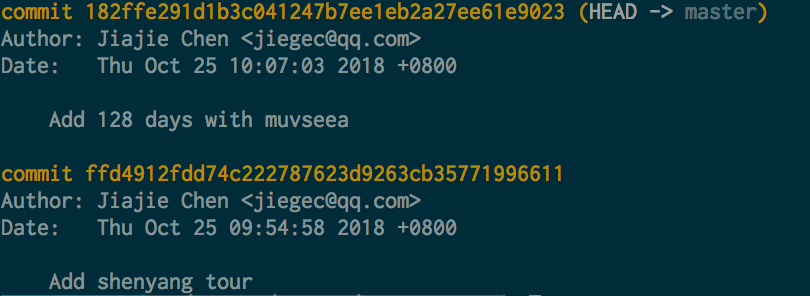 commit 182ffe291d1b3c041247b7ee1eb2a27ee61e9023 (HEAD -> master)
Author: Jiajie Chen <jiegec@qq.com>
Date:   Thu Oct 25 10:07:03 2018 +0800
    Add 128 days with muvseea
commit ffd4912fdd74c222787623d9263cb35771996611
Author: Jiajie Chen <jiegec@qq.com>
Date:   Thu Oct 25 09:54:58 2018 +0800
    Add shenyang tour